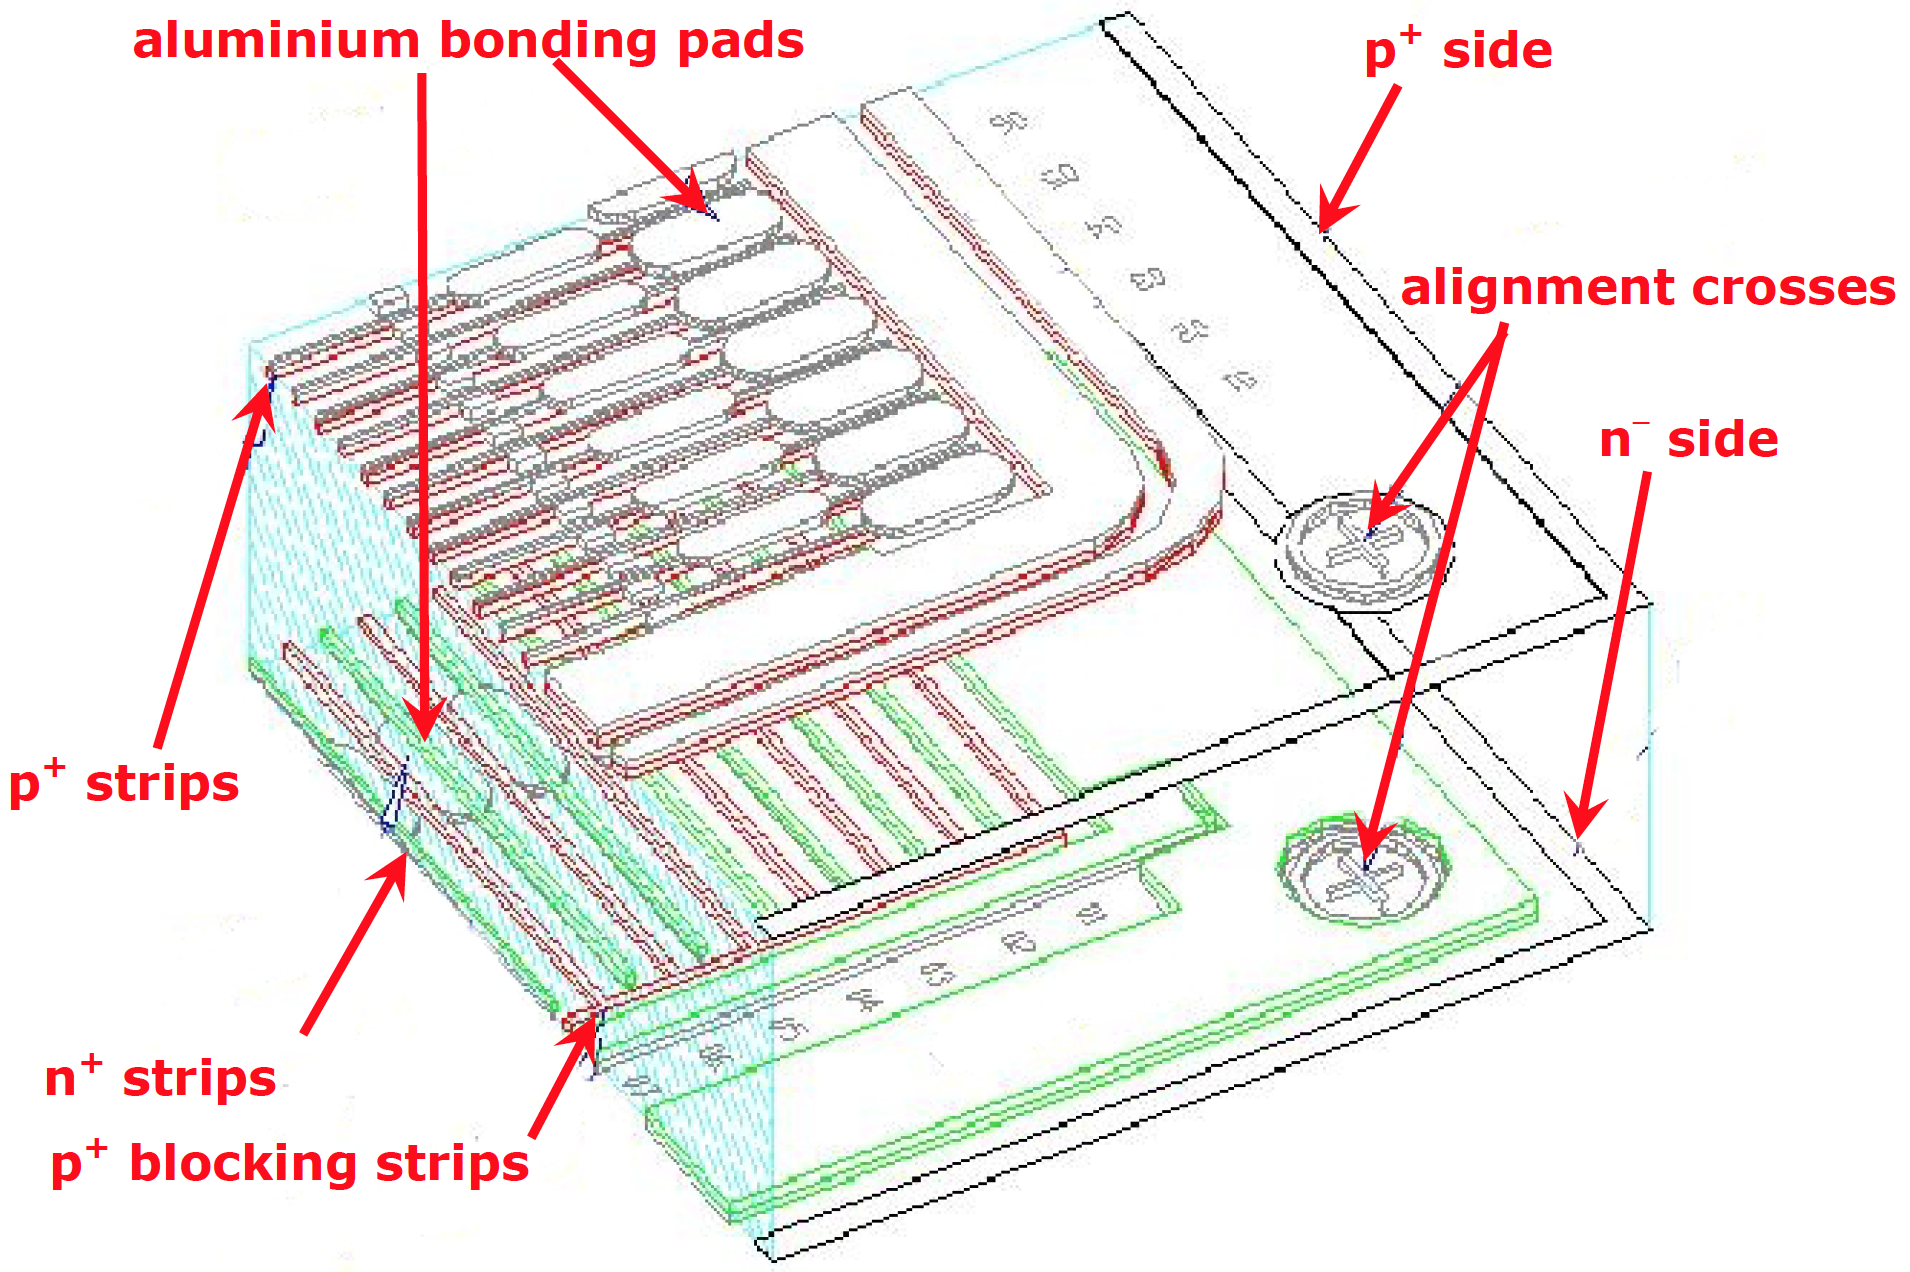 aluminium bonding pads
p⁺ side
alignment crosses
n⁻ side
p⁺ strips
n⁺ strips
p⁺ blocking strips